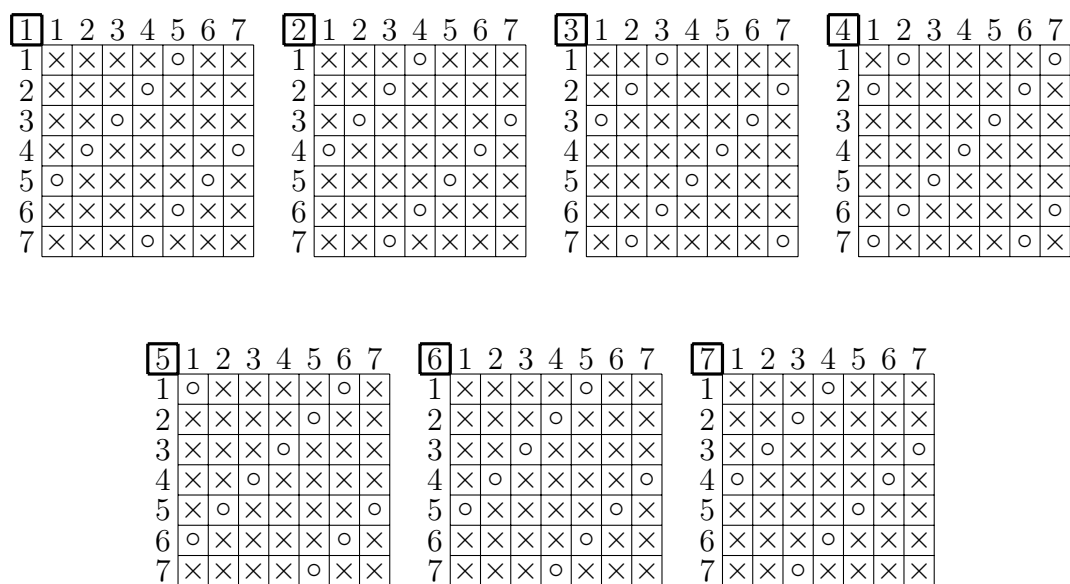 1 1 2 3 4 5 6 7 2 1 2 3 4 5 6 7 3 1 2 3 4 5 6 7 4 1 2 3 4 5 6 7
1 × × × × ○ × × 1 × × × ○ × × × 1 × × ○ × × × × 1 × ○ × × × × ○
2 × × × ○ × × × 2 × × ○ × × × × 2 × ○ × × × × ○ 2 ○ × × × × ○ ×
3 × × ○ × × × × 3 × ○ × × × × ○ 3 ○ × × × × ○ × 3 × × × × ○ × ×
4 × ○ × × × × ○ 4 ○ × × × × ○ × 4 × × × × ○ × × 4 × × × ○ × × ×
5 ○ × × × × ○ × 5 × × × × ○ × × 5 × × × ○ × × × 5 × × ○ × × × ×
6 × × × × ○ × × 6 × × × ○ × × × 6 × × ○ × × × × 6 × ○ × × × × ○
7 × × × ○ × × × 7 × × ○ × × × × 7 × ○ × × × × ○ 7 ○ × × × × ○ ×
5 1 2 3 4 5 6 7 6 1 2 3 4 5 6 7 7 1 2 3 4 5 6 7
1 ○ × × × × ○ × 1 × × × × ○ × × 1 × × × ○ × × ×
2 × × × × ○ × × 2 × × × ○ × × × 2 × × ○ × × × ×
3 × × × ○ × × × 3 × × ○ × × × × 3 × ○ × × × × ○
4 × × ○ × × × × 4 × ○ × × × × ○ 4 ○ × × × × ○ ×
5 × ○ × × × × ○ 5 ○ × × × × ○ × 5 × × × × ○ × ×
6 ○ × × × × ○ × 6 × × × × ○ × × 6 × × × ○ × × ×
7 × × × × ○ × × 7 × × × ○ × × × 7 × × ○ × × × ×